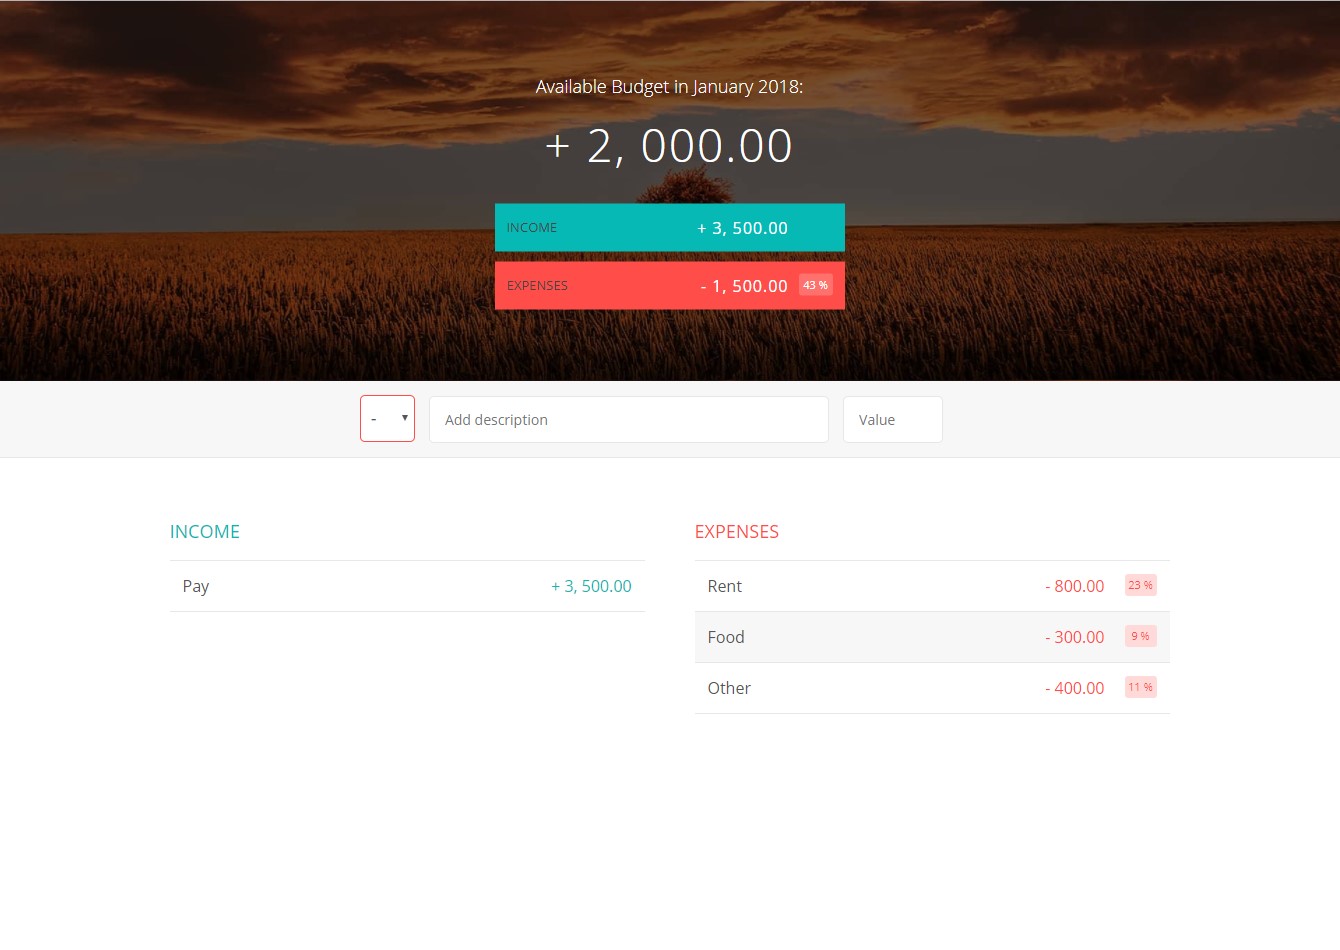 Available Budget in January 2018:
+ 2, 000.00
INCOME + 3, 500.00
EXPENSES - 1, 500.00 43 %
- Add description Value
INCOME
Pay + 3, 500.00
EXPENSES
Rent - 800.00 23 %
Food - 300.00 9 %
Other - 400.00 11 %